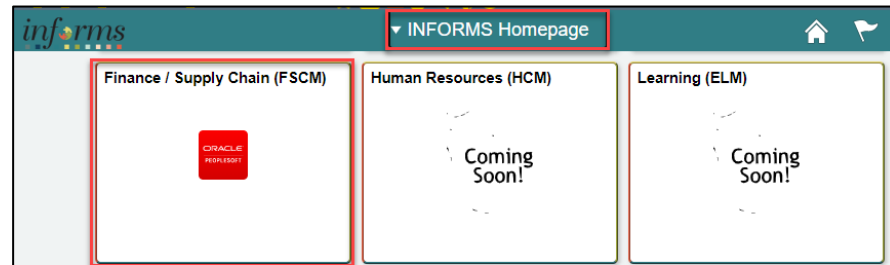 informs
INFORMS Homepage
Finance / Supply Chain (FSCM)
Human Resources (HCM)
Learning (ELM)
ORACLE
PEOPLESOFT
Coming
Soon!
Coming
Soon!